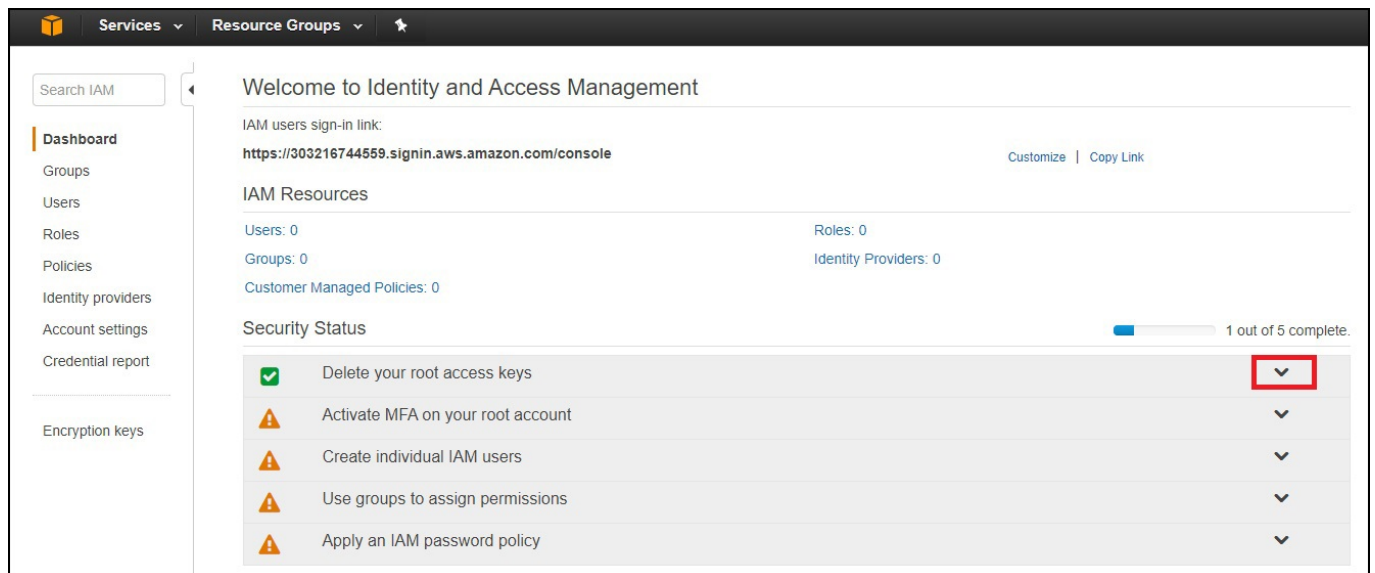 Services Resource Groups
Search IAM
Dashboard
Groups
Users
Roles
Policies
Identity providers
Account settings
Credential report
Encryption keys
Welcome to Identity and Access Management
IAM users sign-in link:
https://303216744559.signin.aws.amazon.com/console Customize | Copy Link
IAM Resources
Users: 0 Roles: 0
Groups: 0 Identity Providers: 0
Customer Managed Policies: 0
Security Status 1 out of 5 complete.
Delete your root access keys
Activate MFA on your root account
Create individual IAM users
Use groups to assign permissions
Apply an IAM password policy